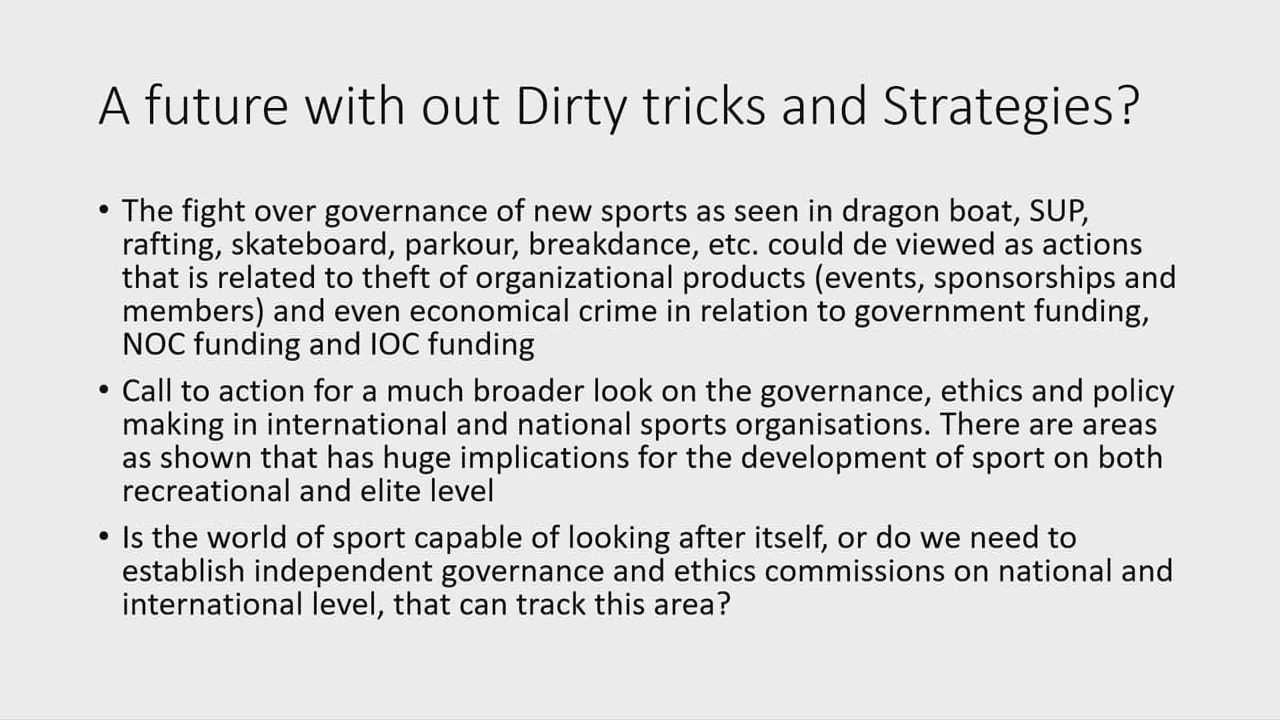 A future with out Dirty tricks and Strategies?
• The fight over governance of new sports as seen in dragon boat, SUP,
rafting, skateboard, parkour, breakdance, etc. could de viewed as actions
that is related to theft of organizational products (events, sponsorships and
members) and even economical crime in relation to government funding,
NOC funding and IOC funding
• Call to action for a much broader look on the governance, ethics and policy
making in international and national sports organisations. There are areas
as shown that has huge implications for the development of sport on both
recreational and elite level
• Is the world of sport capable of looking after itself, or do we need to
establish independent governance and ethics commissions on national and
international level, that can track this area?